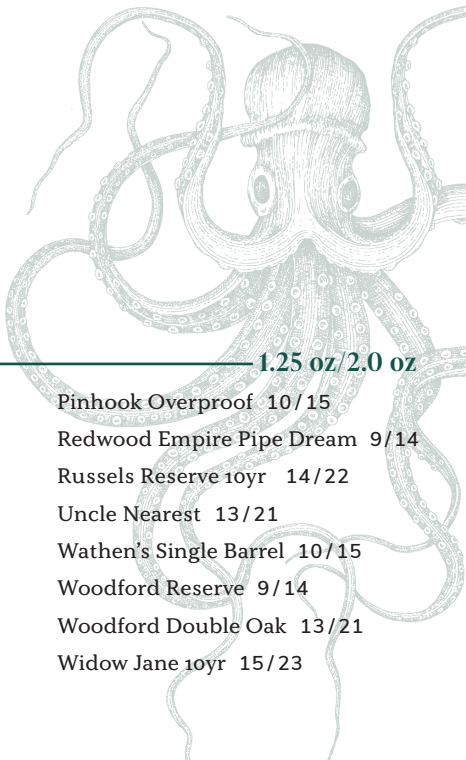 1.25 oz/2.0 oz
Pinhook Overproof 10/15
Redwood Empire Pipe Dream 9/14
Russels Reserve 10yr 14/22
Uncle Nearest 13/21
Wathen's Single Barrel 10/15
Woodford Reserve 9/14
Woodford Double Oak 13/21
Widow Jane 10yr 15/23